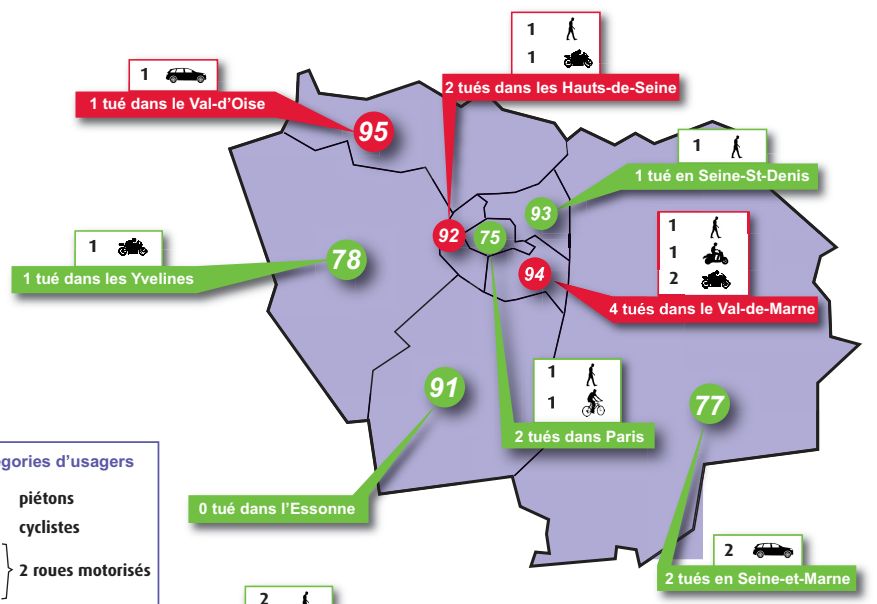 1
1
2 tués dans les Hauts-de-Seine
1
1 tué dans le Val-d'Oise
95
1
1 tué en Seine-St-Denis
93
92
75
1
1 tué dans les Yvelines
78
1
1
2
4 tués dans le Val-de-Marne
94
91
0 tué dans l'Essonne
1
1
2 tués dans Paris
77
2
2 tués en Seine-et-Marne
égories d'usagers
piétons
cyclistes
2 roues motorisés
2